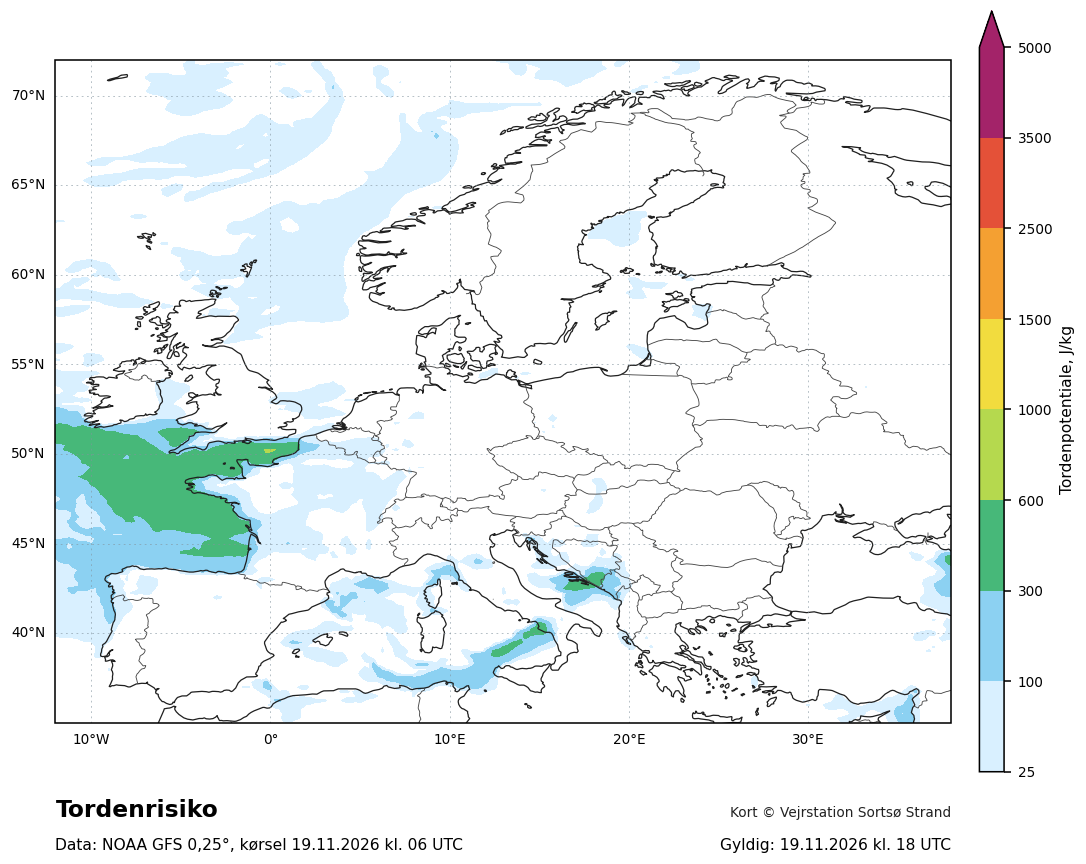 5000
3500
2500
1500
1000
600
300
100
25
Tordenpotentiale, J/kg
70°N
65°N
60°N
55°N
50°N
45°N
40°N
10°W
0°
10°E
20°E
30°E
Tordenrisiko
Kort © Vejrstation Sortsø Strand
Data: NOAA GFS 0,25°, kørsel 19.11.2026 kl. 06 UTC
Gyldig: 19.11.2026 kl. 18 UTC